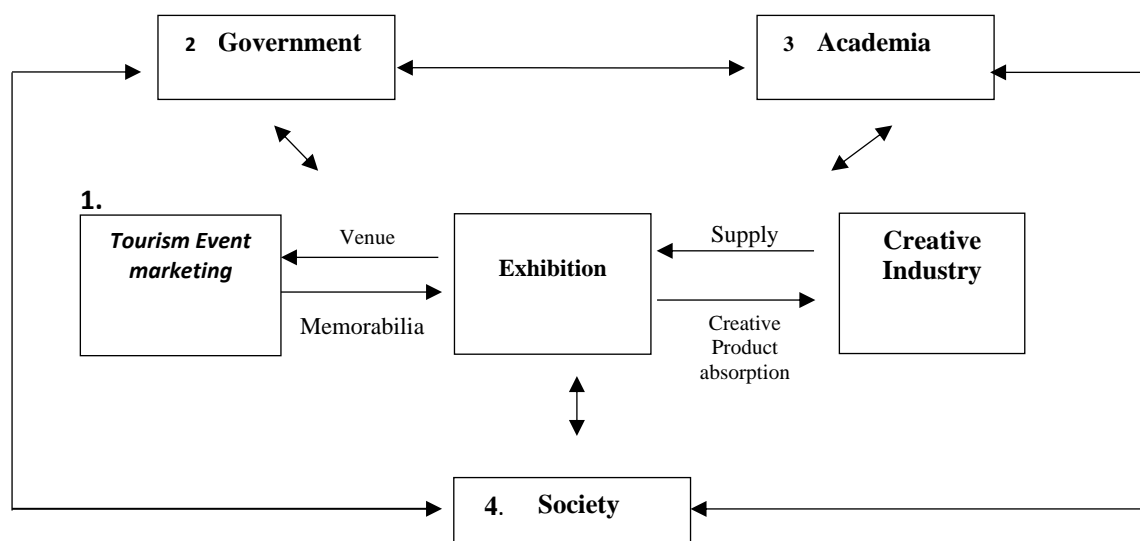 2 Government
3 Academia
1.
Tourism Event
marketing
Venue
Memorabilia
Exhibition
Supply
Creative
Product
absorption
Creative
Industry
4. Society